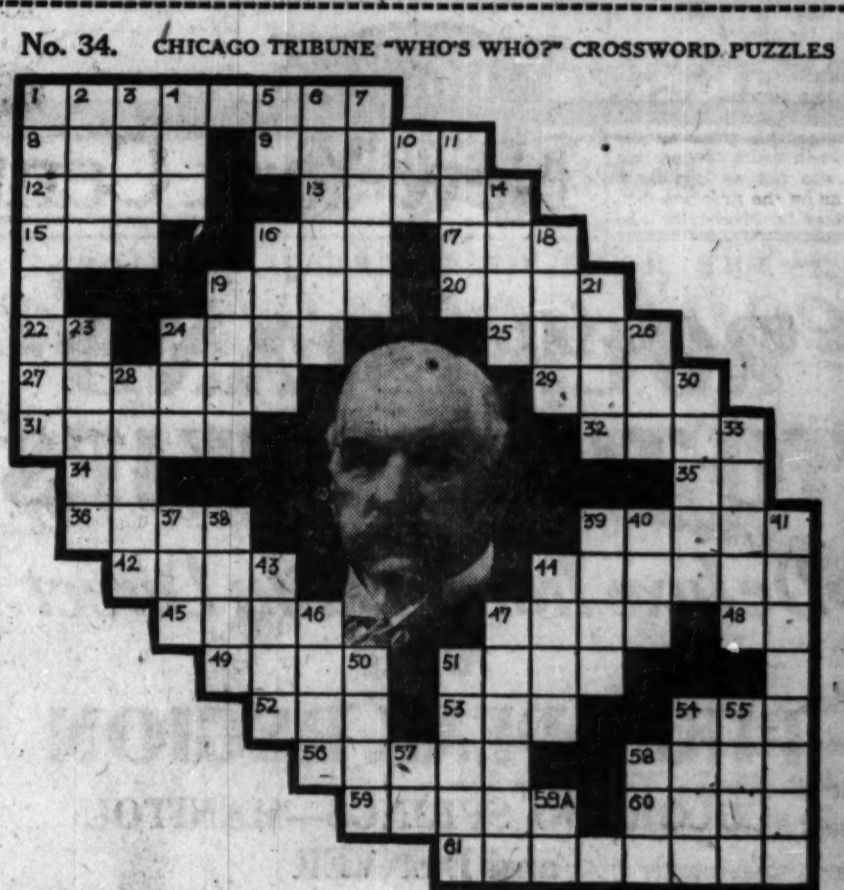 No. 34. CHICAGO TRIBUNE "WHO'S WHO?" CROSSWORD PUZZLES
1 2 3 4 5 6 7
8 9 10 11
12 13 14
15 16 17 18
19 20 21
22 23 24 25 26
27 28 29 30
31 32 33
34 35
36 37 38 39 40 41
42 43 44
45 46 47 48
49 50 51
52 53 54 55
56 57 58
59 59A 60
61